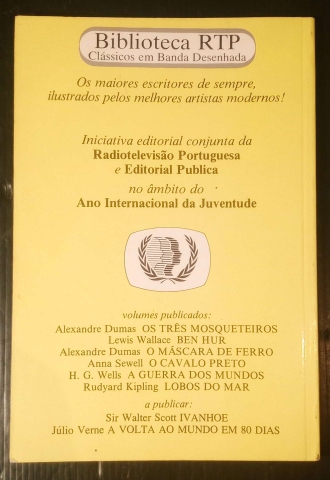 Biblioteca RTP
Clássicos em Banda Desenhada
Os maiores escritores de sempre,
ilustrados pelos melhores artistas modernos!
Iniciativa editorial conjunta da
Radiotelevisão Portuguesa
e Editorial Publica
no âmbito do
Ano Internacional da Juventude
volumes publicados:
Alexandre Dumas OS TRÊS MOSQUETEIROS
Lewis Wallace BEN HUR
Alexandre Dumas O MÁSCARA DE FERRO
Anna Sewell O CAVALO PRETO
H. G. Wells A GUERRA DOS MUNDOS
Rudyard Kipling LOBOS DO MAR
a publicar:
Sir Walter Scott IVANHOE
Júlio Verne A VOLTA AO MUNDO EM 80 DIAS